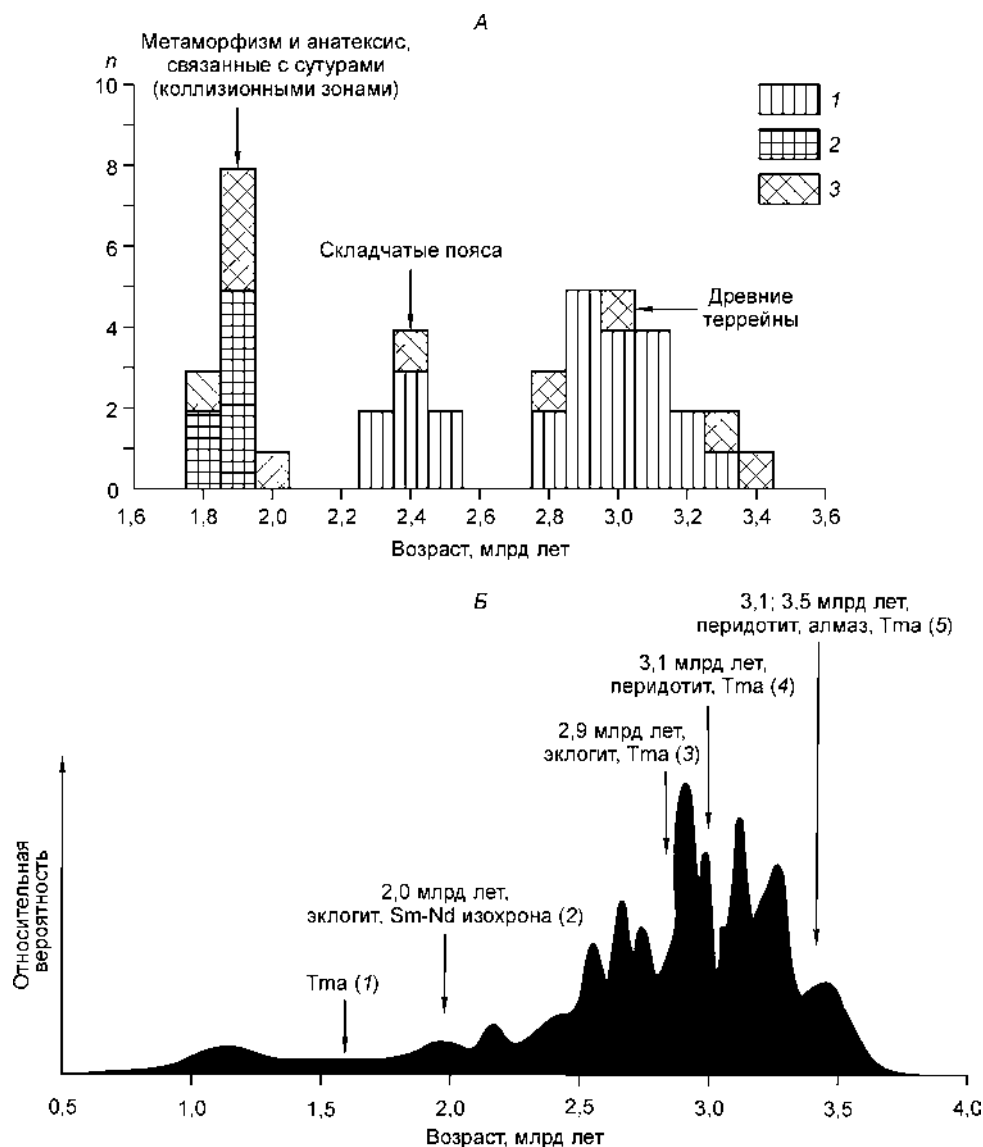 А
Метаморфизм и анатексис,
связанные с сутурами
(коллизионными зонами)
n
10
8
6
4
2
0
1
2
3
Складчатые пояса
Древние
террейны
1,6 1,8 2,0 2,2 2,4 2,6 2,8 3,0 3,2 3,4 3,6
Возраст, млрд лет
Б
3,1; 3.5 млрд лет,
перидотит, алмаз, Тма (5)
3,1 млрд лет,
перидотит, Тма (4)
2,9 млрд лет,
эклогит, Тма (3)
2,0 млрд лет,
эклогит, Sm-Nd изохрона (2)
Тма (1)
Относительная
вероятность
0,5 1,0 1,5 2,0 2,5 3.0 3,5 4,0
Возраст, млрд лет